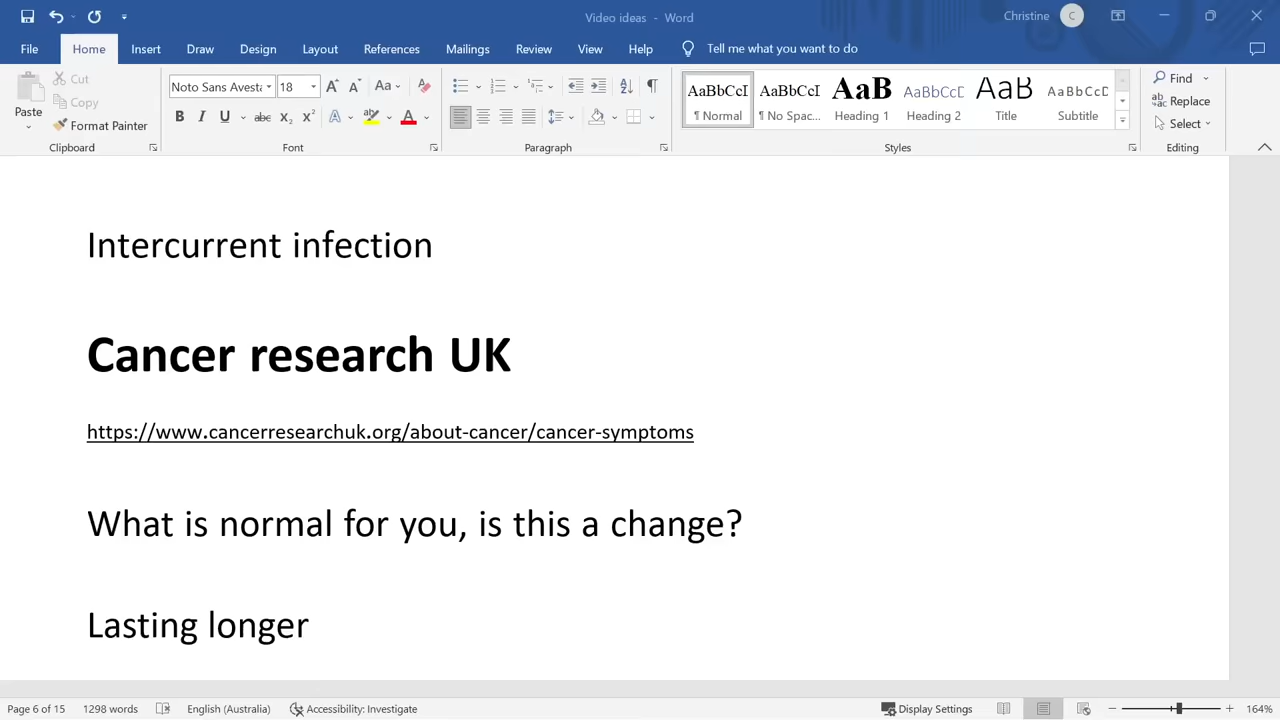 Video ideas - Word
Christine C
File Home Insert Draw Design Layout References Mailings Review View Help Tell me what you want to do
Paste
Cut
Copy
Format Painter
Clipboard
Noto Sans Avesta 18
Font
Paragraph
AaBbCcI AaBbCcI AaB AaBbCcD AaB AaBbCcD
¶ Normal ¶ No Spac... Heading 1 Heading 2 Title Subtitle
Styles
Find
Replace
Select
Editing
Intercurrent infection
Cancer research UK
https://www.cancerresearchuk.org/about-cancer/cancer-symptoms
What is normal for you, is this a change?
Lasting longer
Page 6 of 15 1298 words English (Australia) Accessibility: Investigate Display Settings 164%